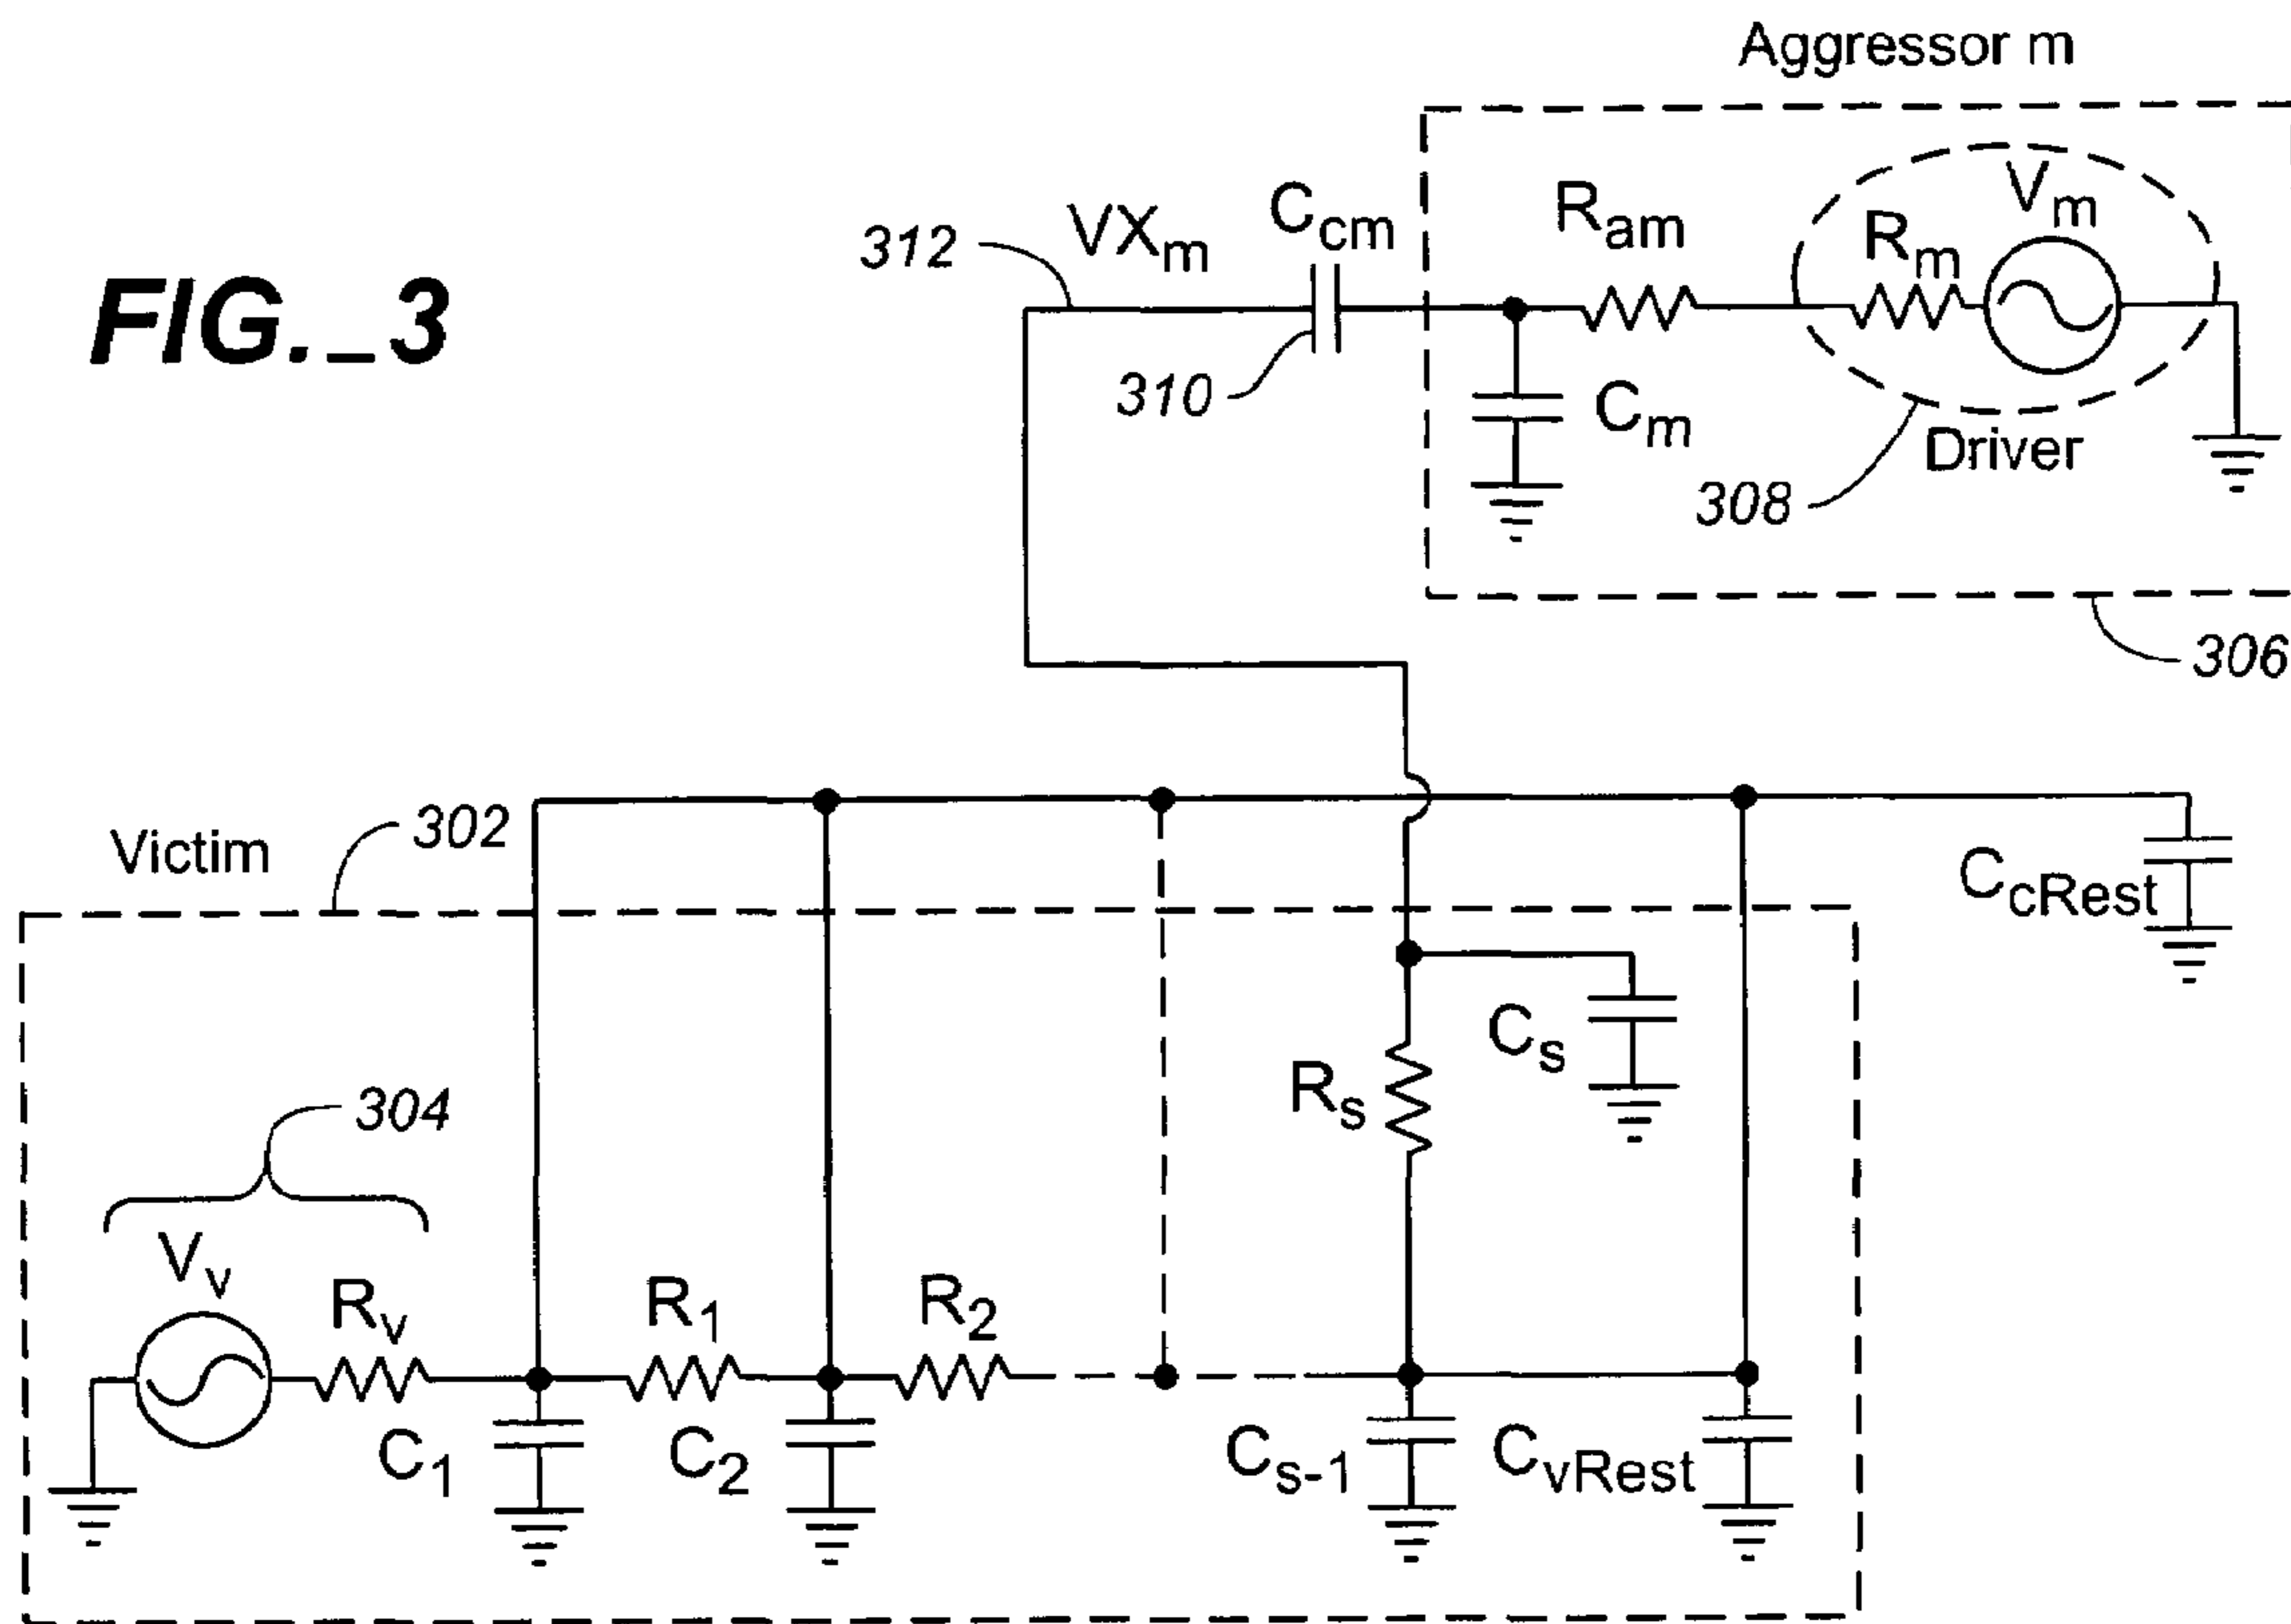 Aggressor m
FIG._3
312
VXm
Ccm
Ram
Rm
Vm
310
Cm
Driver
308
306
Victim
302
CcRest
Cs
Rs
304
Vv
Rv
R1
R2
C1
C2
Cs-1
CvRest